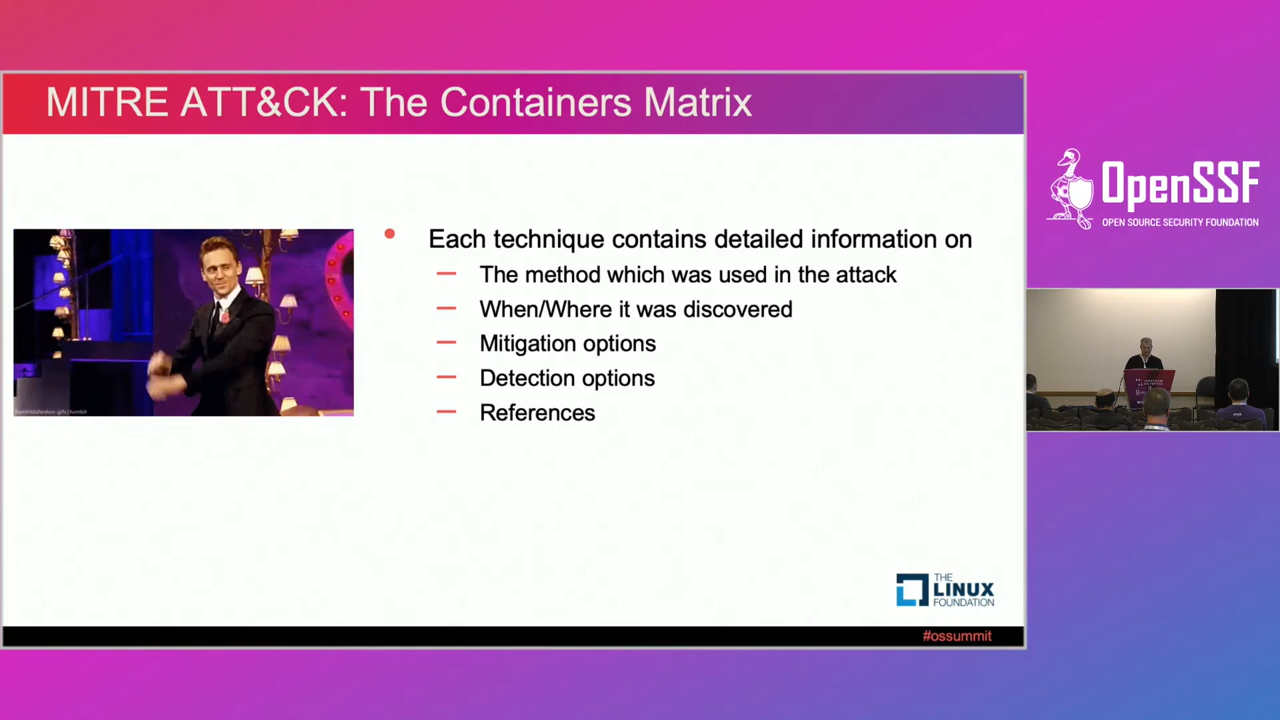 MITRE ATT&CK: The Containers Matrix
Each technique contains detailed information on
The method which was used in the attack
When/Where it was discovered
Mitigation options
Detection options
References
THE
LINUX
FOUNDATION
#ossummit
OpenSSF
OPEN SOURCE SECURITY FOUNDATION